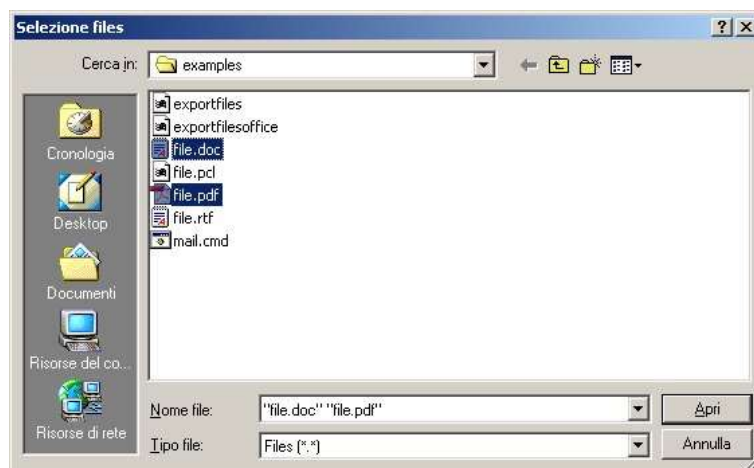 Selezione files
Cerca in:
examples
Cronologia
Desktop
Documenti
Risorse del co...
Risorse di rete
exportfiles
exportfilesoffice
file.doc
file.pcl
file.pdf
file.rtf
mail.cmd
Nome file:
"file.doc" "file.pdf"
Apri
Tipo file:
Files (*.*)
Annulla